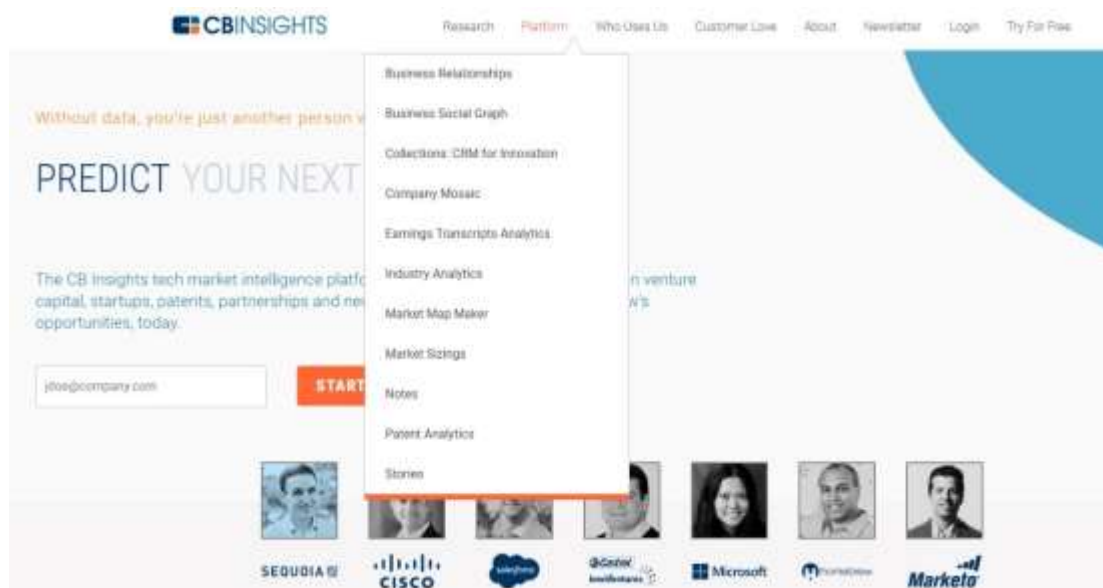 CBINSIGHTS
Research Platform Who Uses Us Customer Love About Newsletter Login Try For Free
Business Relationships
Business Social Graph
Collections: CRM for Innovation
Company Mosaic
Earnings Transcripts Analytics
Industry Analytics
Market Map Maker
Market Sizings
Notes
Patent Analytics
Stories
Without data, you're just another person
PREDICT YOUR NEXT
The CB Insights tech market intelligence n venture
capital, startups, patents, partnerships and
opportunities, today.
jdoe@company.com
START
SEQUOIA
CISCO
salesforce
Castrol
innoVentures
Microsoft
Marketo